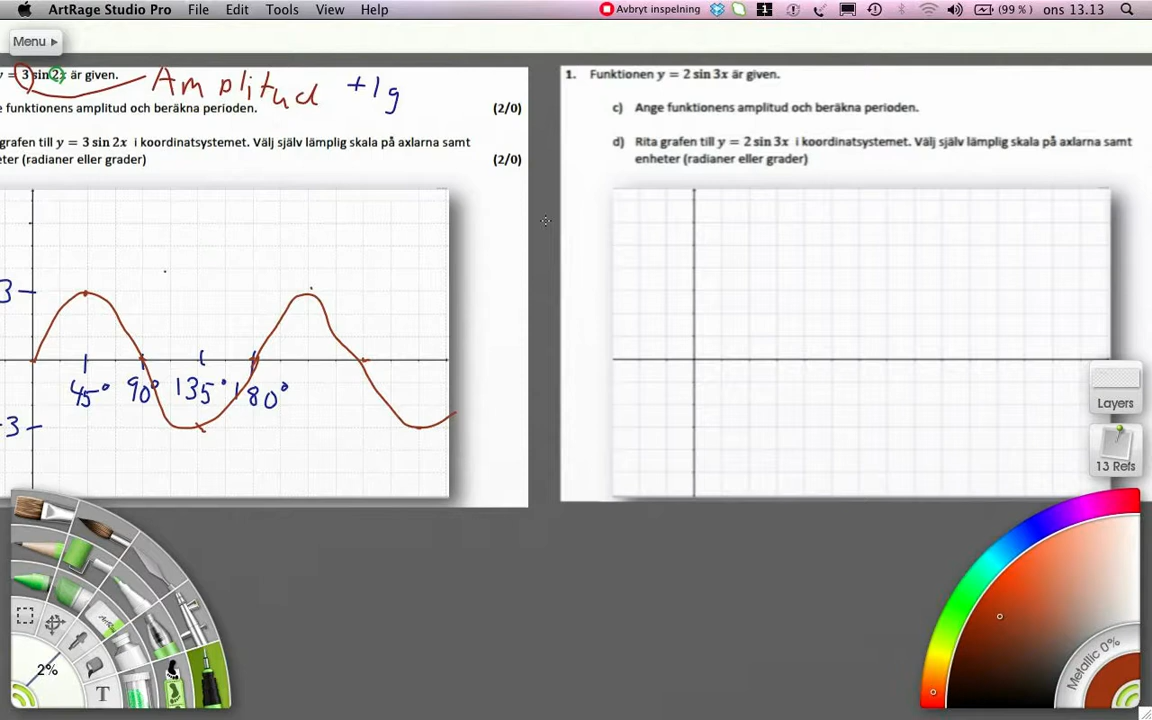 ArtRage Studio Pro File Edit Tools View Help Avbryt inspelning 1 (99 %) ons 13.13
Menu
= 3 sin 2x är given.
Amplitud +1g
funktionens amplitud och beräkna perioden. (2/0)
grafen till y = 3 sin 2x i koordinatsystemet. Välj själv lämplig skala på axlarna samt
(radianer eller grader) (2/0)
3
45° 90° 135° 180°
-3
1. Funktionen y = 2 sin 3x är given.
c) Ange funktionens amplitud och beräkna perioden.
d) Rita grafen till y = 2 sin 3x i koordinatsystemet. Välj själv lämplig skala på axlarna samt
enheter (radianer eller grader)
Layers
13 Refs
2%
T
Metallic 0%